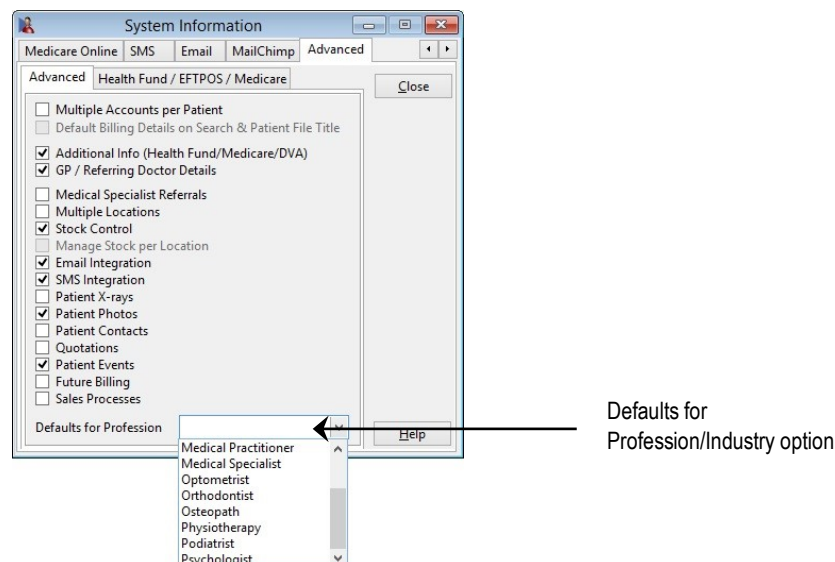 System Information
Medicare Online SMS Email MailChimp Advanced
Advanced Health Fund / EFTPOS / Medicare
Close
Multiple Accounts per Patient
Default Billing Details on Search & Patient File Title
Additional Info (Health Fund/Medicare/DVA)
GP / Referring Doctor Details
Medical Specialist Referrals
Multiple Locations
Stock Control
Manage Stock per Location
Email Integration
SMS Integration
Patient X-rays
Patient Photos
Patient Contacts
Quotations
Patient Events
Future Billing
Sales Processes
Defaults for Profession
Help
Medical Practitioner
Medical Specialist
Optometrist
Orthodontist
Osteopath
Physiotherapy
Podiatrist
Psychologist
Defaults for
Profession/Industry option